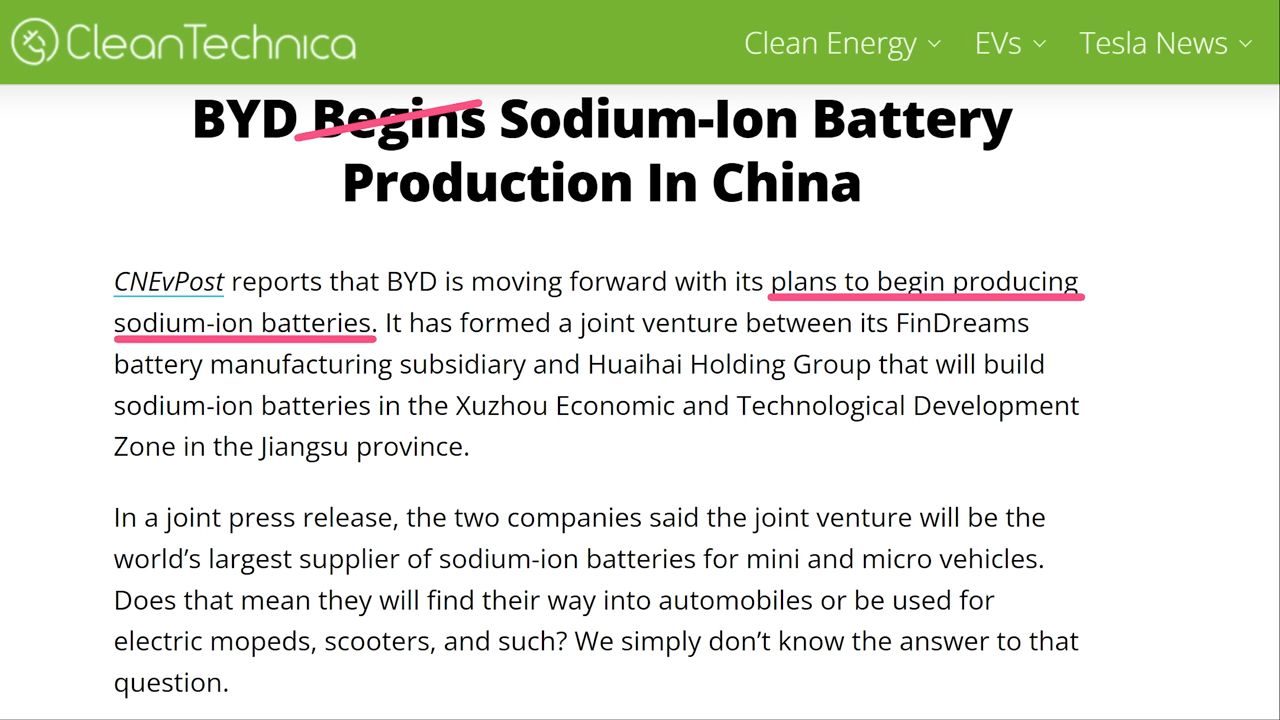 CleanTechnica
Clean Energy EVs Tesla News
BYD Begins Sodium-Ion Battery
Production In China
CNEvPost reports that BYD is moving forward with its plans to begin producing
sodium-ion batteries. It has formed a joint venture between its FinDreams
battery manufacturing subsidiary and Huaihai Holding Group that will build
sodium-ion batteries in the Xuzhou Economic and Technological Development
Zone in the Jiangsu province.
In a joint press release, the two companies said the joint venture will be the
world’s largest supplier of sodium-ion batteries for mini and micro vehicles.
Does that mean they will find their way into automobiles or be used for
electric mopeds, scooters, and such? We simply don’t know the answer to that
question.